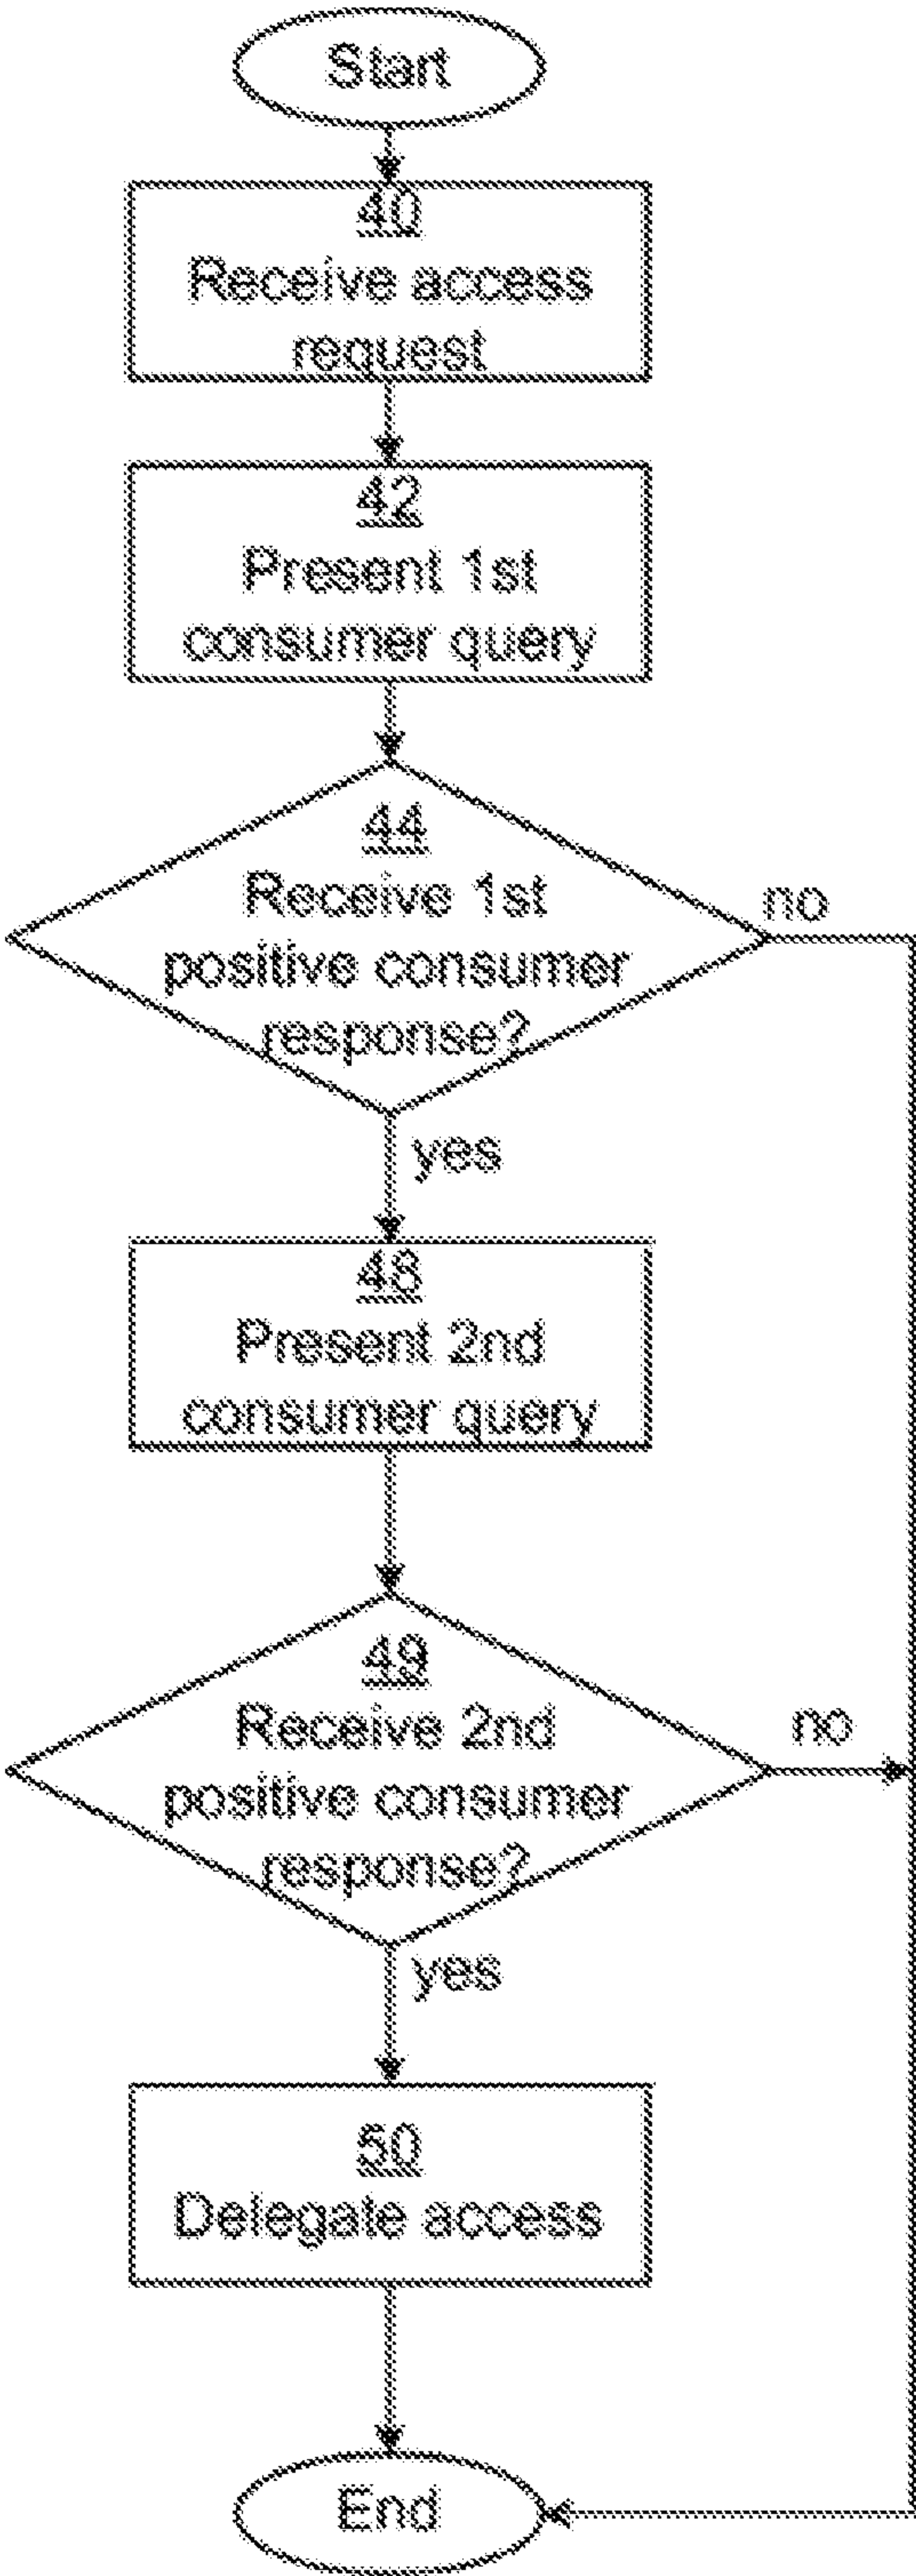 Start
40
Receive access
request
42
Present 1st
consumer query
44
Receive 1st
positive consumer
response?
no
yes
48
Present 2nd
consumer query
49
Receive 2nd
positive consumer
response?
no
yes
50
Delegate access
End